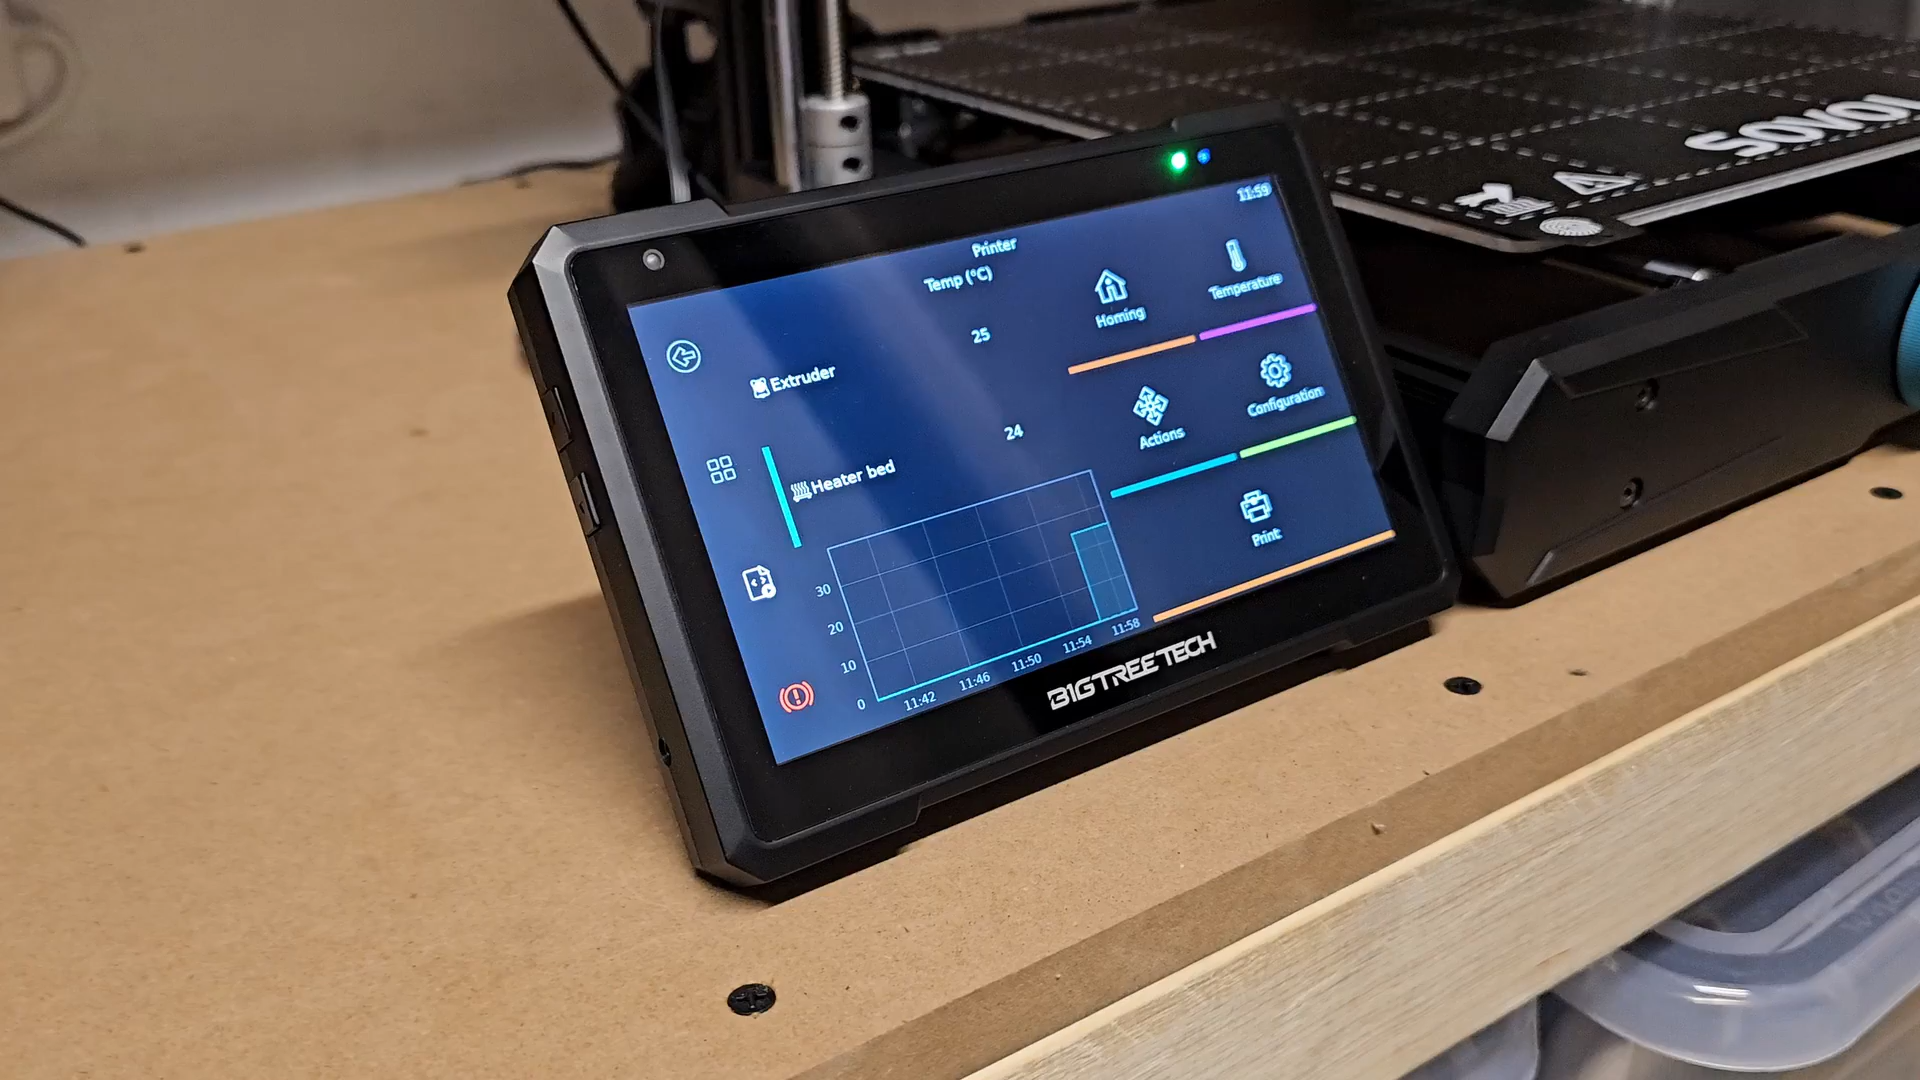 11:59
Printer
Temp (°C)
Extruder 25
Heater bed 24
30
20
10
0
11:42 11:46 11:50 11:54 11:58
Homing
Temperature
Actions
Configuration
Print
BIGTREETECH
SOVOL